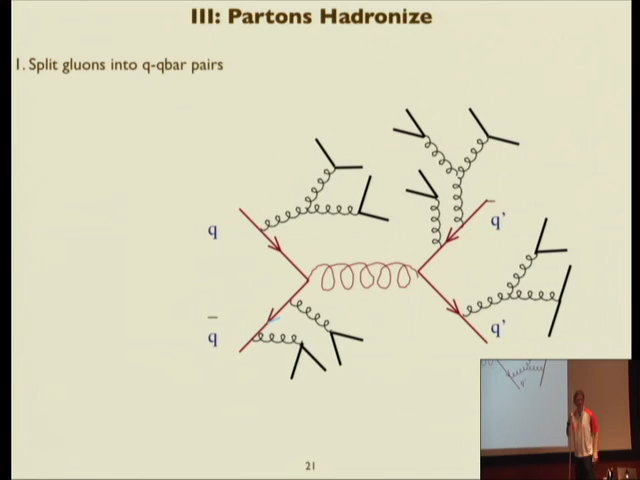 III: Partons Hadronize
1. Split gluons into q-qbar pairs
q
q'
q̅
q'
21